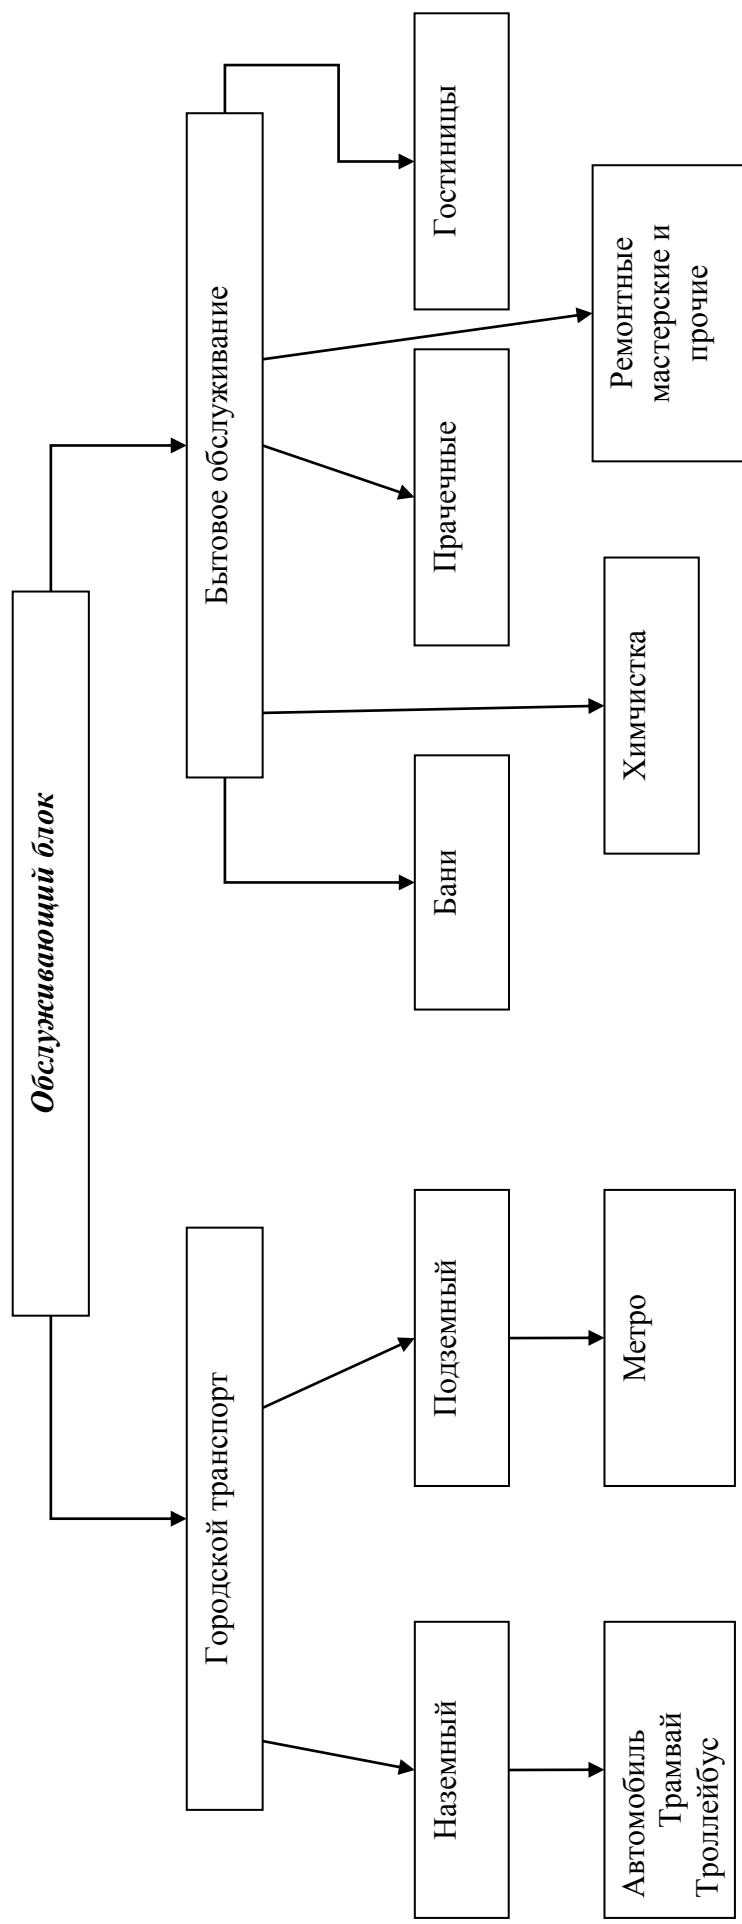 Обслуживающий блок
Городской транспорт
Бытовое обслуживание
Наземный
Подземный
Бани
Прачечные
Гостиницы
Автомобиль
Трамвай
Троллейбус
Метро
Химчистка
Ремонтные
мастерские и
прочие